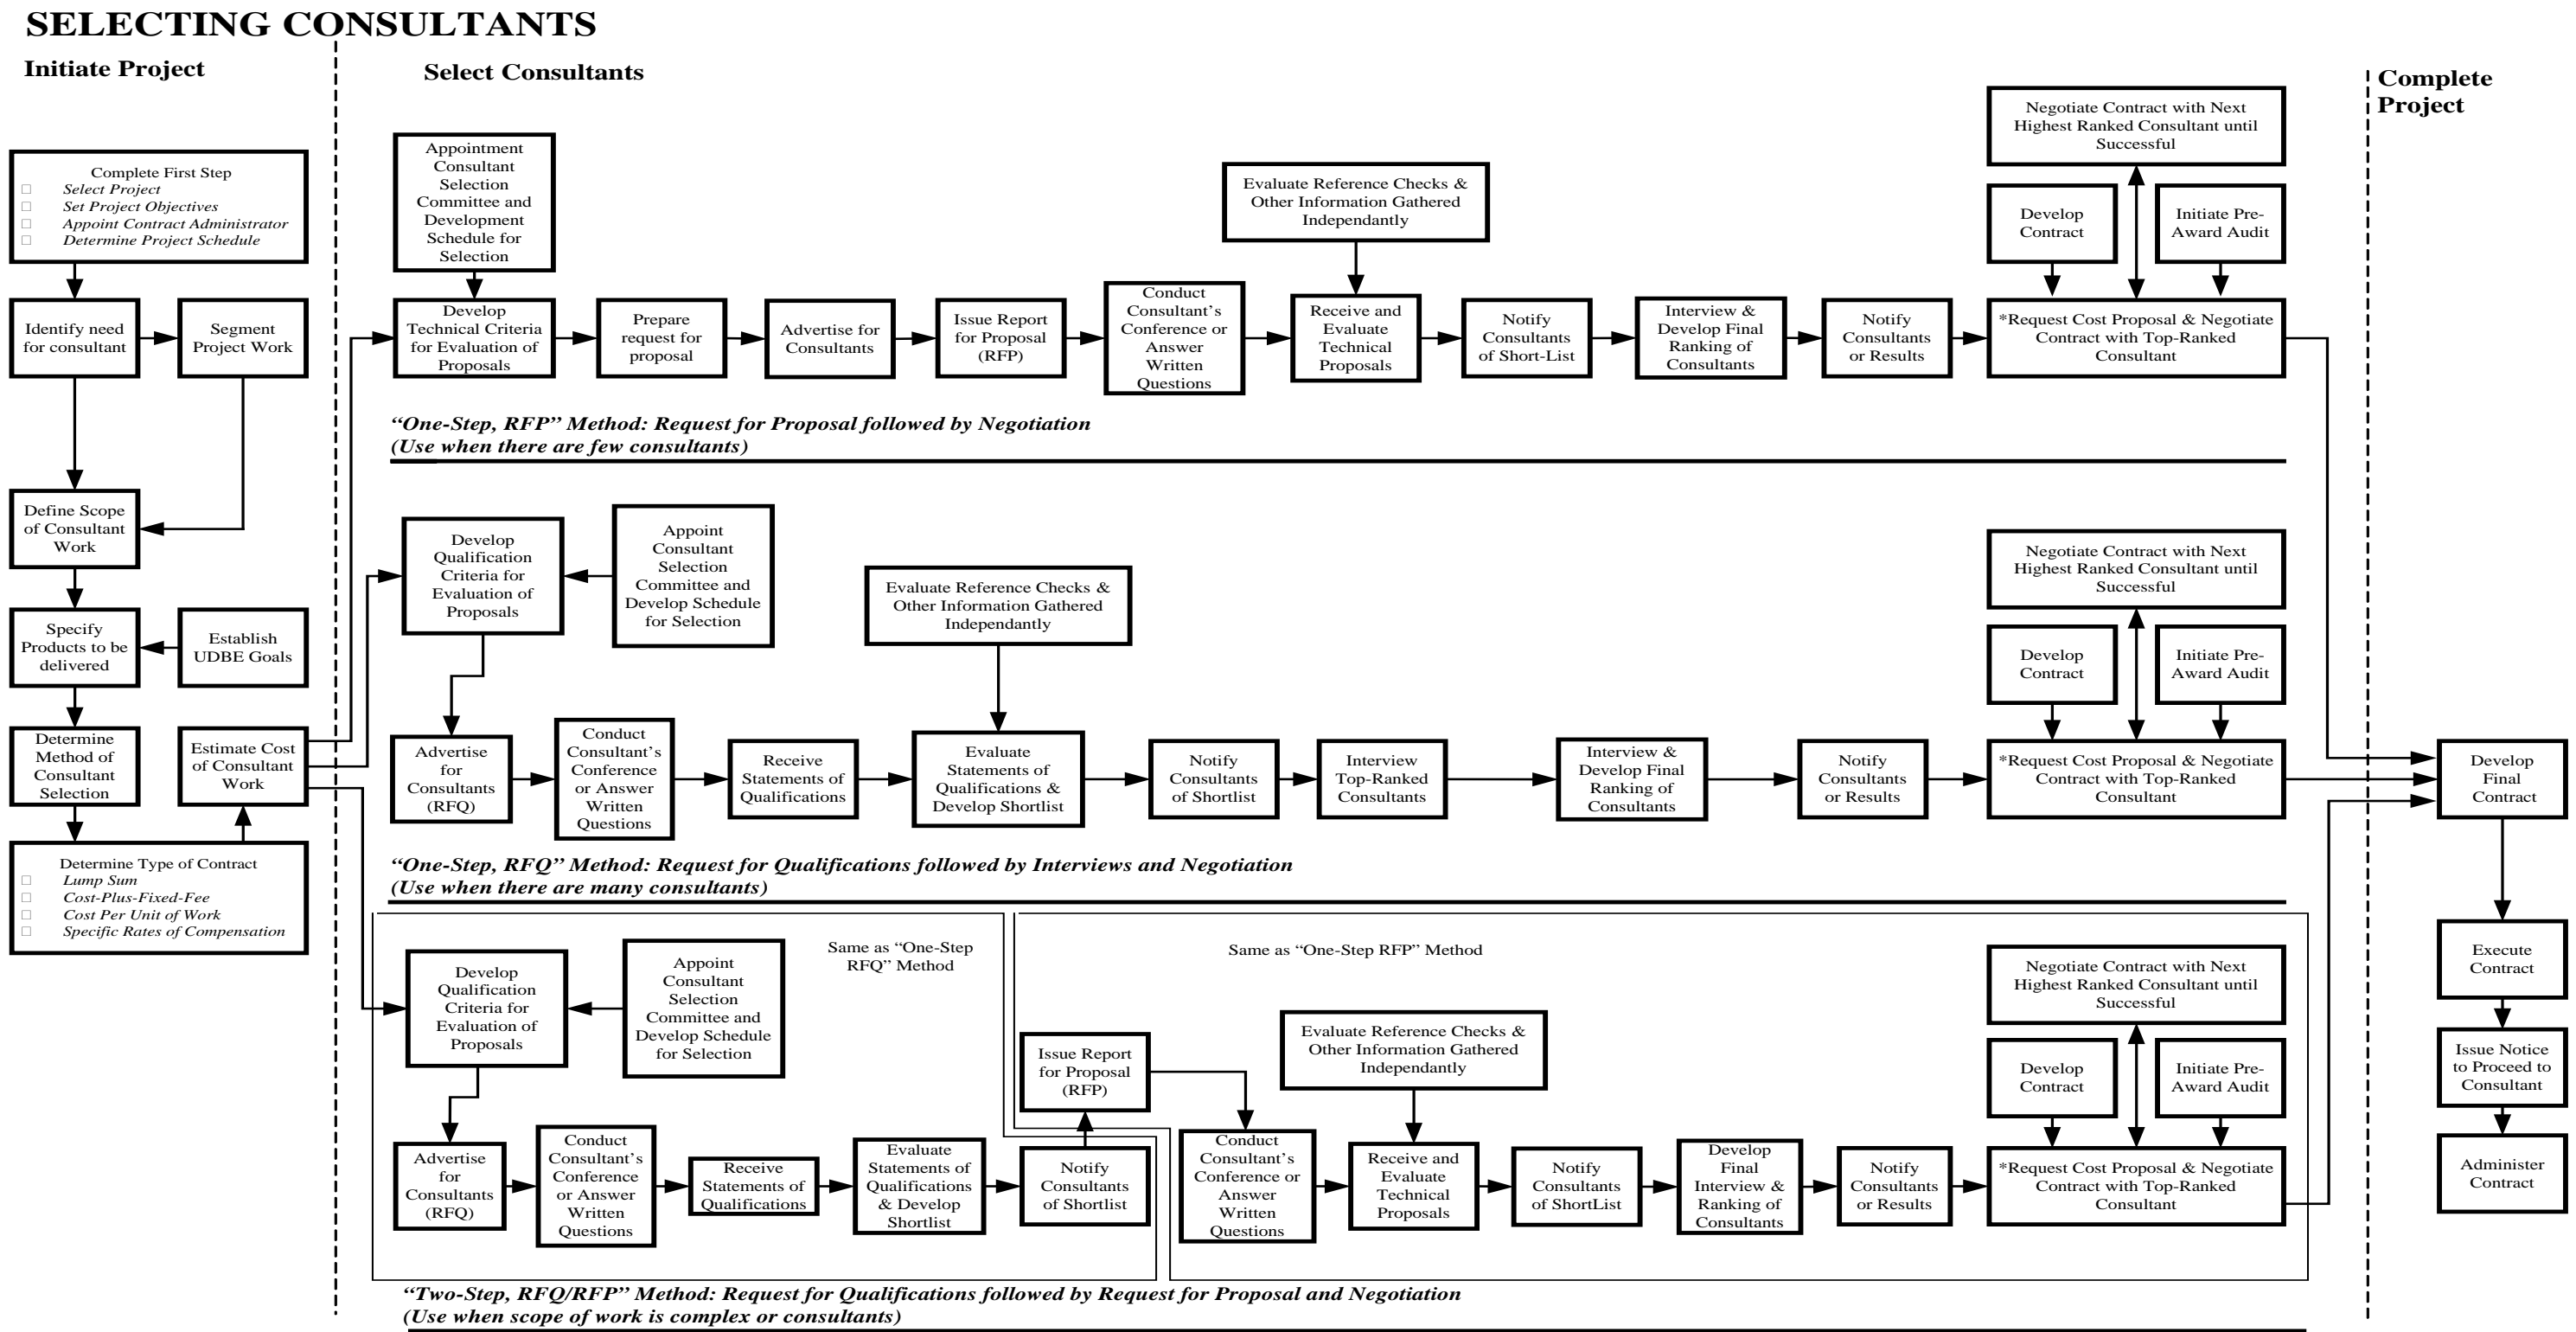 SELECTING CONSULTANTS
Initiate Project
Select Consultants
Complete
Project
Complete First Step
Select Project
Set Project Objectives
Appoint Contract Administrator
Determine Project Schedule
Identify need
for consultant
Segment
Project Work
Define Scope
of Consultant
Work
Specify
Products to be
delivered
Establish
UDBE Goals
Determine
Method of
Consultant
Selection
Estimate Cost
of Consultant
Work
Determine Type of Contract
Lump Sum
Cost-Plus-Fixed-Fee
Cost Per Unit of Work
Specific Rates of Compensation
Appointment
Consultant
Selection
Committee and
Development
Schedule for
Selection
Develop
Technical Criteria
for Evaluation of
Proposals
Prepare
request for
proposal
Advertise for
Consultants
Issue Report
for Proposal
(RFP)
Conduct
Consultant’s
Conference or
Answer
Written
Questions
Evaluate Reference Checks &
Other Information Gathered
Independantly
Receive and
Evaluate
Technical
Proposals
Notify
Consultants
of Short-List
Interview &
Develop Final
Ranking of
Consultants
Notify
Consultants
or Results
Negotiate Contract with Next
Highest Ranked Consultant until
Successful
Develop
Contract
Initiate Pre-
Award Audit
*Request Cost Proposal & Negotiate
Contract with Top-Ranked
Consultant
“One-Step, RFP” Method: Request for Proposal followed by Negotiation
(Use when there are few consultants)
Develop
Qualification
Criteria for
Evaluation of
Proposals
Appoint
Consultant
Selection
Committee and
Develop Schedule
for Selection
Advertise
for
Consultants
(RFQ)
Conduct
Consultant’s
Conference
or Answer
Written
Questions
Receive
Statements of
Qualifications
Evaluate Reference Checks &
Other Information Gathered
Independantly
Evaluate
Statements of
Qualifications &
Develop Shortlist
Notify
Consultants
of Shortlist
Interview
Top-Ranked
Consultants
Interview &
Develop Final
Ranking of
Consultants
Notify
Consultants
or Results
Negotiate Contract with Next
Highest Ranked Consultant until
Successful
Develop
Contract
Initiate Pre-
Award Audit
*Request Cost Proposal & Negotiate
Contract with Top-Ranked
Consultant
“One-Step, RFQ” Method: Request for Qualifications followed by Interviews and Negotiation
(Use when there are many consultants)
Develop
Qualification
Criteria for
Evaluation of
Proposals
Appoint
Consultant
Selection
Committee and
Develop Schedule
for Selection
Same as “One-Step
RFQ” Method
Advertise
for
Consultants
(RFQ)
Conduct
Consultant’s
Conference
or Answer
Written
Questions
Receive
Statements of
Qualifications
Evaluate
Statements of
Qualifications
& Develop
Shortlist
Notify
Consultants
of Shortlist
Same as “One-Step RFP” Method
Issue Report
for Proposal
(RFP)
Conduct
Consultant’s
Conference or
Answer
Written
Questions
Evaluate Reference Checks &
Other Information Gathered
Independantly
Receive and
Evaluate
Technical
Proposals
Notify
Consultants
of ShortList
Develop
Final
Interview &
Ranking of
Consultants
Notify
Consultants
or Results
Negotiate Contract with Next
Highest Ranked Consultant until
Successful
Develop
Contract
Initiate Pre-
Award Audit
*Request Cost Proposal & Negotiate
Contract with Top-Ranked
Consultant
“Two-Step, RFQ/RFP” Method: Request for Qualifications followed by Request for Proposal and Negotiation
(Use when scope of work is complex or consultants)
Develop
Final
Contract
Execute
Contract
Issue Notice
to Proceed to
Consultant
Administer
Contract